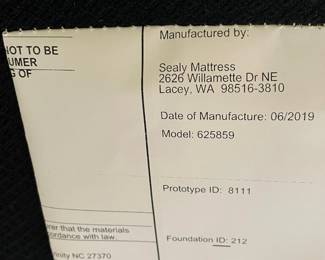 NOT TO BE
UMER
G OF
rer that the materials
ordance with law.
inity NC 27370
Manufactured by:
Sealy Mattress
2626 Willamette Dr NE
Lacey, WA 98516-3810
Date of Manufacture: 06/2019
Model: 625859
Prototype ID: 8111
Foundation ID: 212